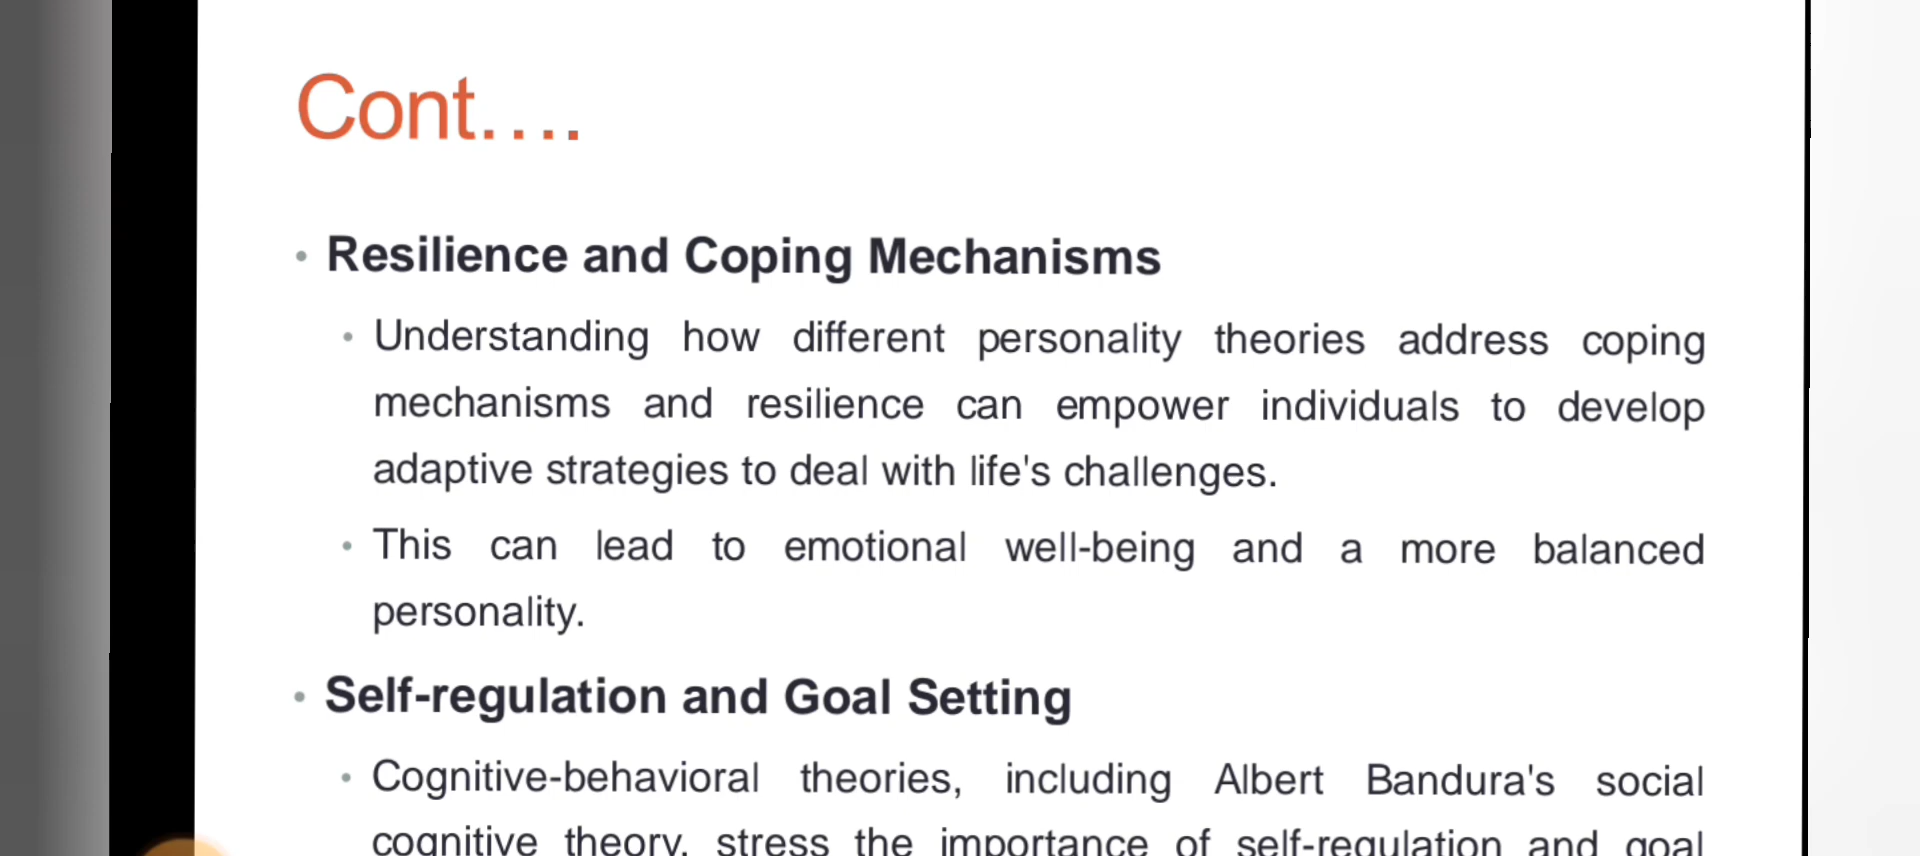 Cont....
• Resilience and Coping Mechanisms
• Understanding how different personality theories address coping
mechanisms and resilience can empower individuals to develop
adaptive strategies to deal with life's challenges.
• This can lead to emotional well-being and a more balanced
personality.
• Self-regulation and Goal Setting
• Cognitive-behavioral theories, including Albert Bandura's social
cognitive theory, stress the importance of self-regulation and goal